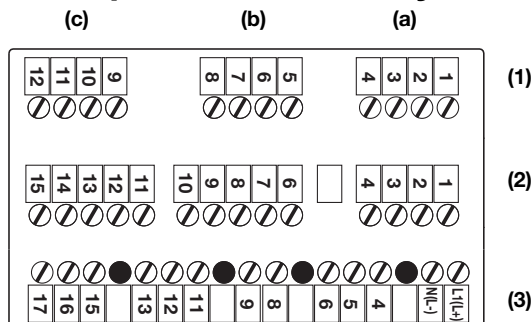 (c) (b) (a)
12 11 10 9 8 7 6 5 4 3 2 1 (1)
15 14 13 12 11 10 9 8 7 6 4 3 2 1 (2)
17 16 15 13 12 11 9 8 6 5 4 N(L-) L1(L+) (3)